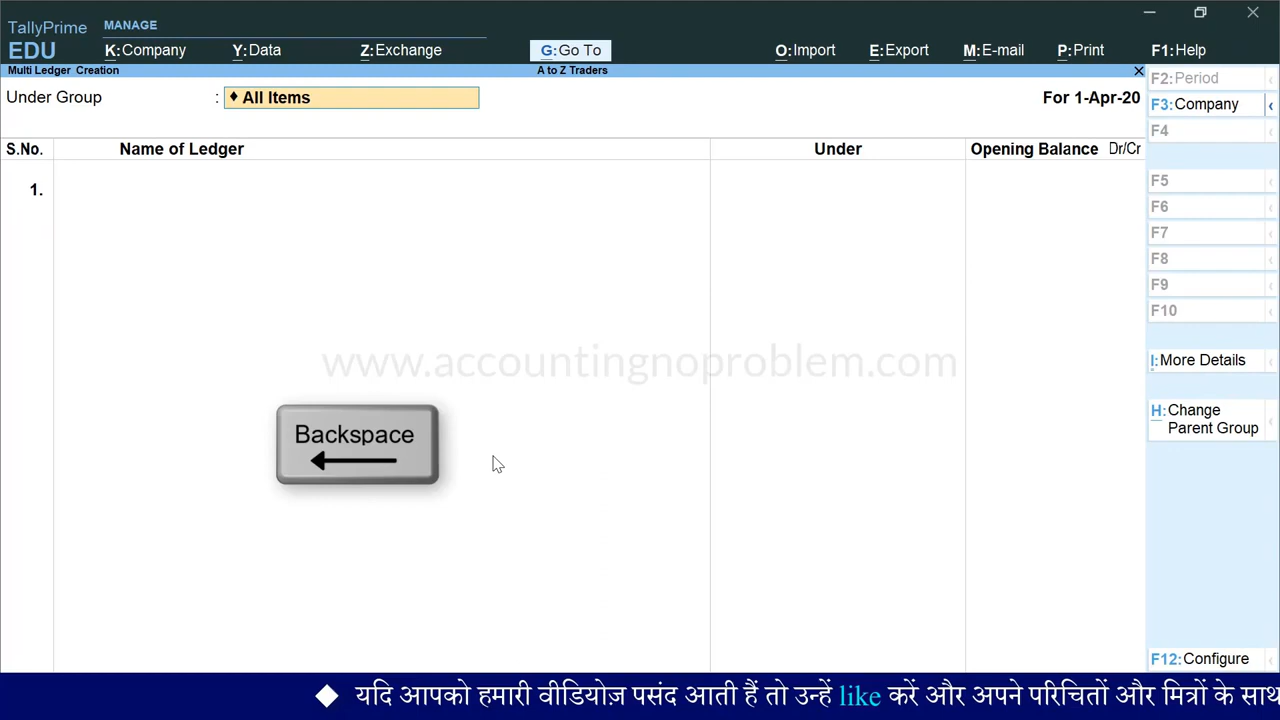 TallyPrime
EDU
MANAGE
K:Company
Y:Data
Z:Exchange
G:Go To
O:Import
E:Export
M:E-mail
P:Print
F1:Help
Multi Ledger Creation
A to Z Traders
Under Group : ♦ All Items
For 1-Apr-20
S.No. Name of Ledger Under Opening Balance Dr/Cr
1.
F2:Period
F3:Company
F4
F5
F6
F7
F8
F9
F10
I:More Details
H:Change
Parent Group
F12:Configure
www.accountingnoproblem.com
Backspace
यदि आपको हमारी वीडियोज़ पसंद आती हैं तो उन्हें like करें और अपने परिचितों और मित्रों के साथ